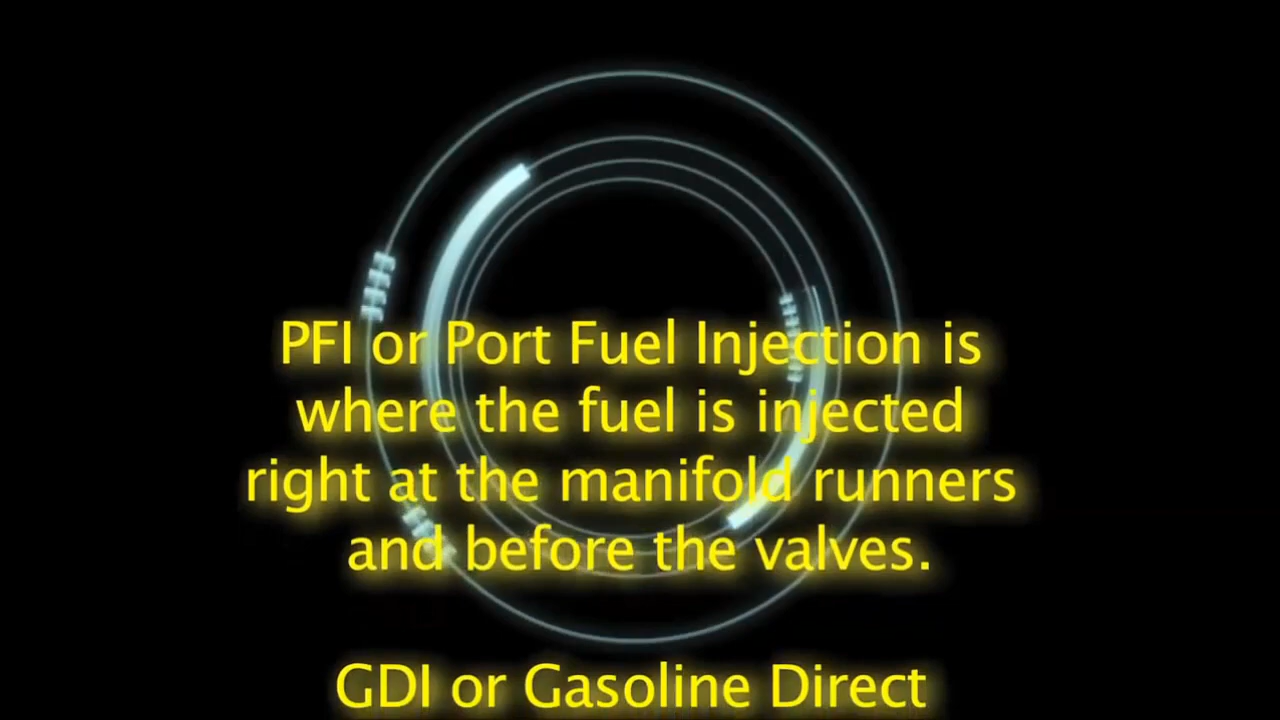 PFI or Port Fuel Injection is
where the fuel is injected
right at the manifold runners
and before the valves.
GDI or Gasoline Direct